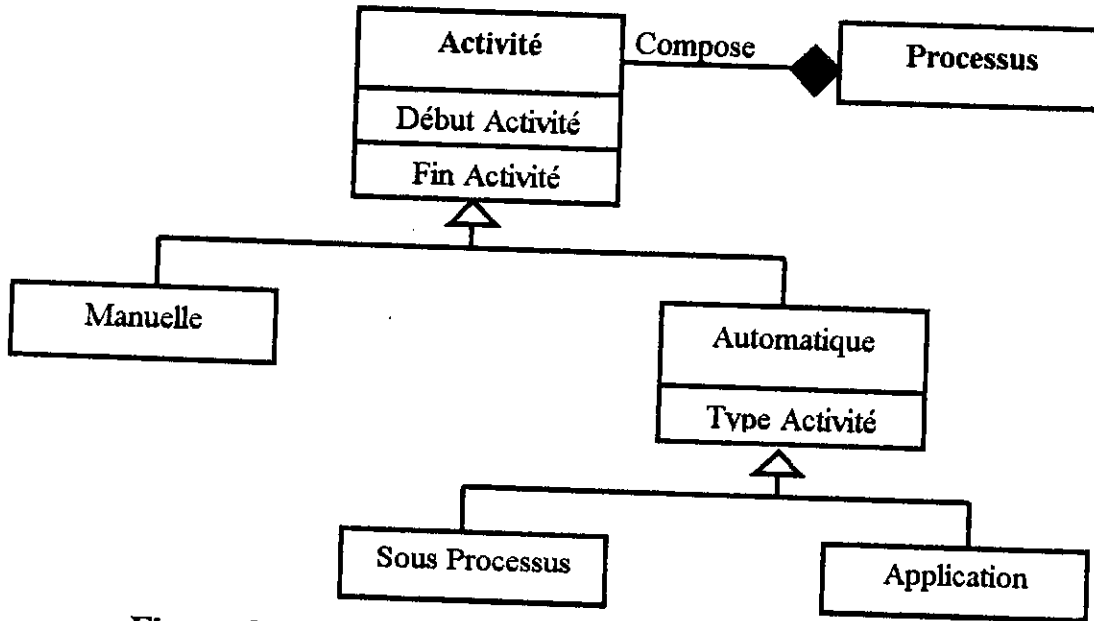 Activité
Compose
Processus
Début Activité
Fin Activité
Manuelle
Automatique
Type Activité
Sous Processus
Application